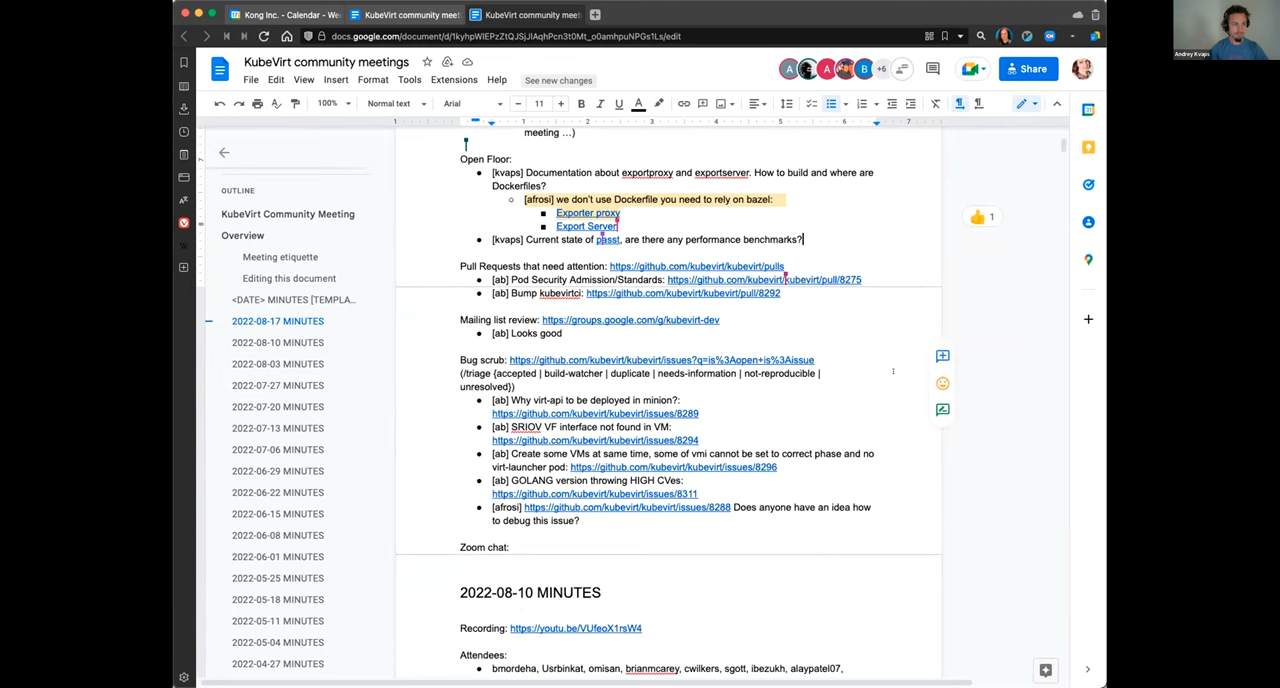 Kong Inc. - Calendar - We
KubeVirt community meet
KubeVirt community mee
docs.google.com/document/d/1kyhpWlEPzZtQJSjJlAqhPcn3t0Mt_o0amhpuNPGs1Ls/edit
Andrey Kvaps
KubeVirt community meetings
File Edit View Insert Format Tools Extensions Help
See new changes
A A B +6
Share
100% Normal text Arial 11 B I U A
1 1 2 3 4 5 6 7
OUTLINE
KubeVirt Community Meeting
Overview
Meeting etiquette
Editing this document
<DATE> MINUTES [TEMPLA...
2022-08-17 MINUTES
2022-08-10 MINUTES
2022-08-03 MINUTES
2022-07-27 MINUTES
2022-07-20 MINUTES
2022-07-13 MINUTES
2022-07-06 MINUTES
2022-06-29 MINUTES
2022-06-22 MINUTES
2022-06-15 MINUTES
2022-06-08 MINUTES
2022-06-01 MINUTES
2022-05-25 MINUTES
2022-05-18 MINUTES
2022-05-11 MINUTES
2022-05-04 MINUTES
2022-04-27 MINUTES
meeting …)
Open Floor:
[kvaps] Documentation about exportproxy and exportserver. How to build and where are
Dockerfiles?
[afrosi] we don't use Dockerfile you need to rely on bazel:
Exporter proxy
Export Server
[kvaps] Current state of passt, are there any performance benchmarks?
Pull Requests that need attention: https://github.com/kubevirt/kubevirt/pulls
[ab] Pod Security Admission/Standards: https://github.com/kubevirt/kubevirt/pull/8275
[ab] Bump kubevirtci: https://github.com/kubevirt/kubevirt/pull/8292
Mailing list review: https://groups.google.com/g/kubevirt-dev
[ab] Looks good
Bug scrub: https://github.com/kubevirt/kubevirt/issues?q=is%3Aopen+is%3Aissue
(/triage {accepted | build-watcher | duplicate | needs-information | not-reproducible |
unresolved})
[ab] Why virt-api to be deployed in minion?:
https://github.com/kubevirt/kubevirt/issues/8289
[ab] SRIOV VF interface not found in VM:
https://github.com/kubevirt/kubevirt/issues/8294
[ab] Create some VMs at same time, some of vmi cannot be set to correct phase and no
virt-launcher pod: https://github.com/kubevirt/kubevirt/issues/8296
[ab] GOLANG version throwing HIGH CVes:
https://github.com/kubevirt/kubevirt/issues/8311
[afrosi] https://github.com/kubevirt/kubevirt/issues/8288 Does anyone have an idea how
to debug this issue?
Zoom chat:
2022-08-10 MINUTES
Recording: https://youtu.be/VUfeoX1rsW4
Attendees:
bmordeha, Usrbinkat, omisan, brianmcarey, cwilkers, sgott, ibezukh, alaypatel07,
👍 1